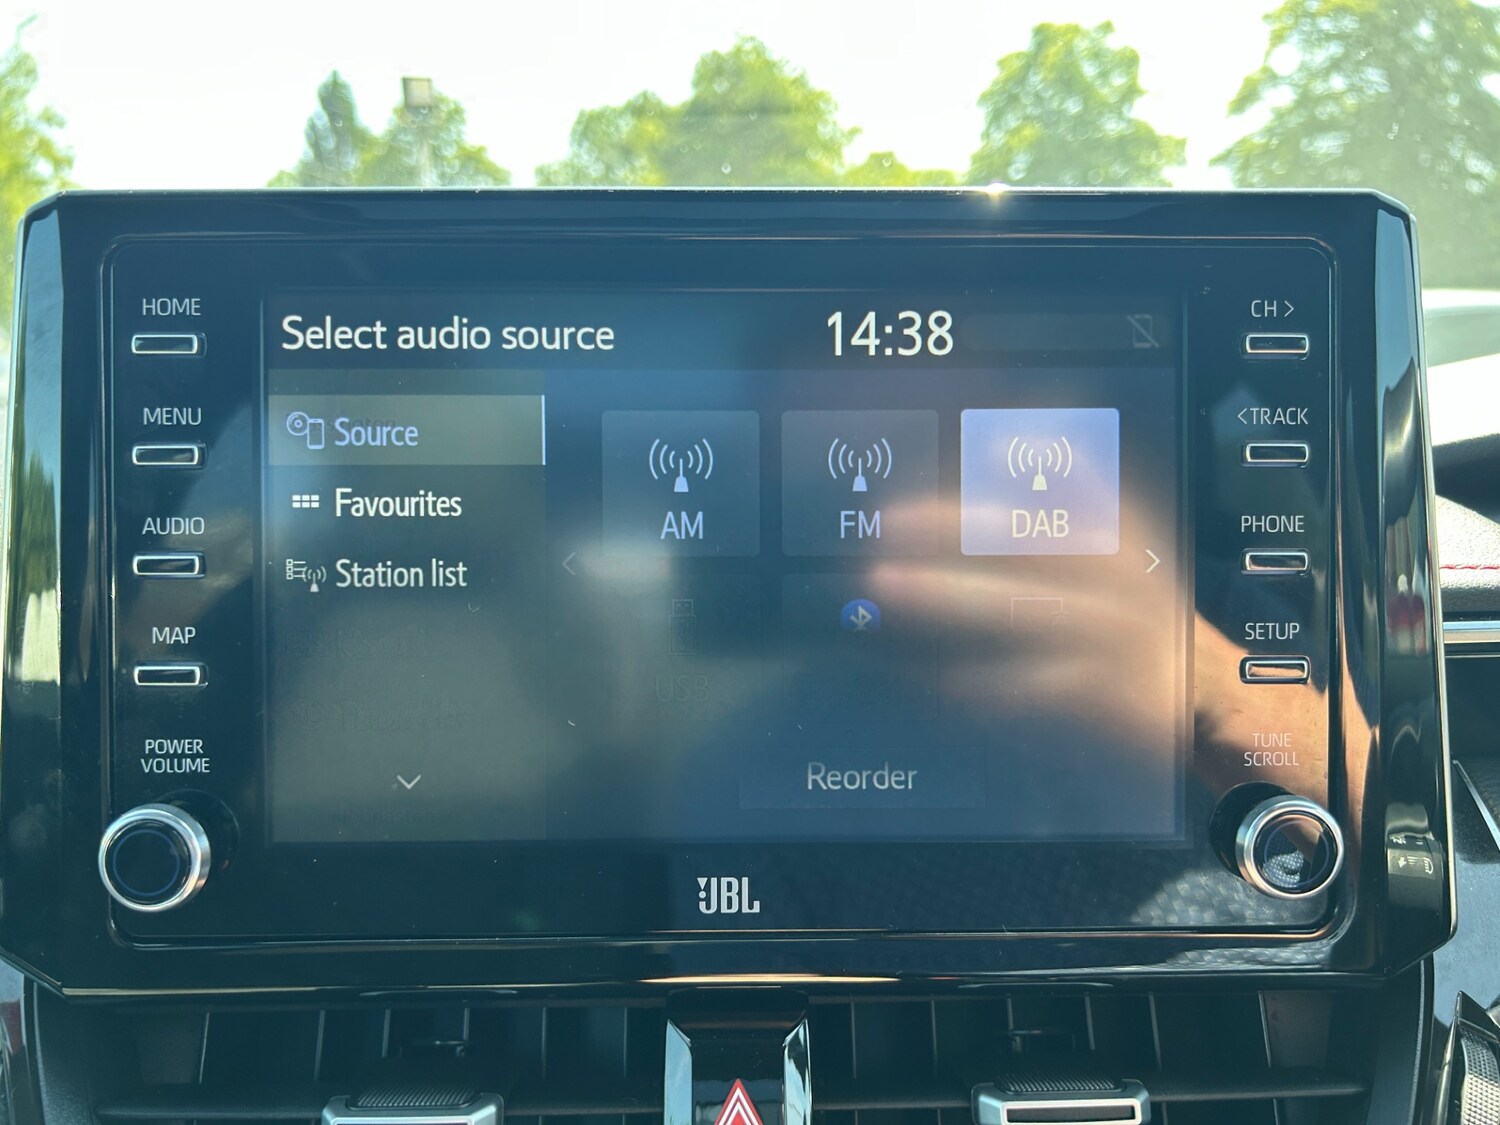 HOME
MENU
AUDIO
MAP
POWER
VOLUME
Select audio source
14:38
Source
Favourites
Station list
AM
FM
DAB
USB
Reorder
CH >
<TRACK
PHONE
SETUP
TUNE
SCROLL
JBL